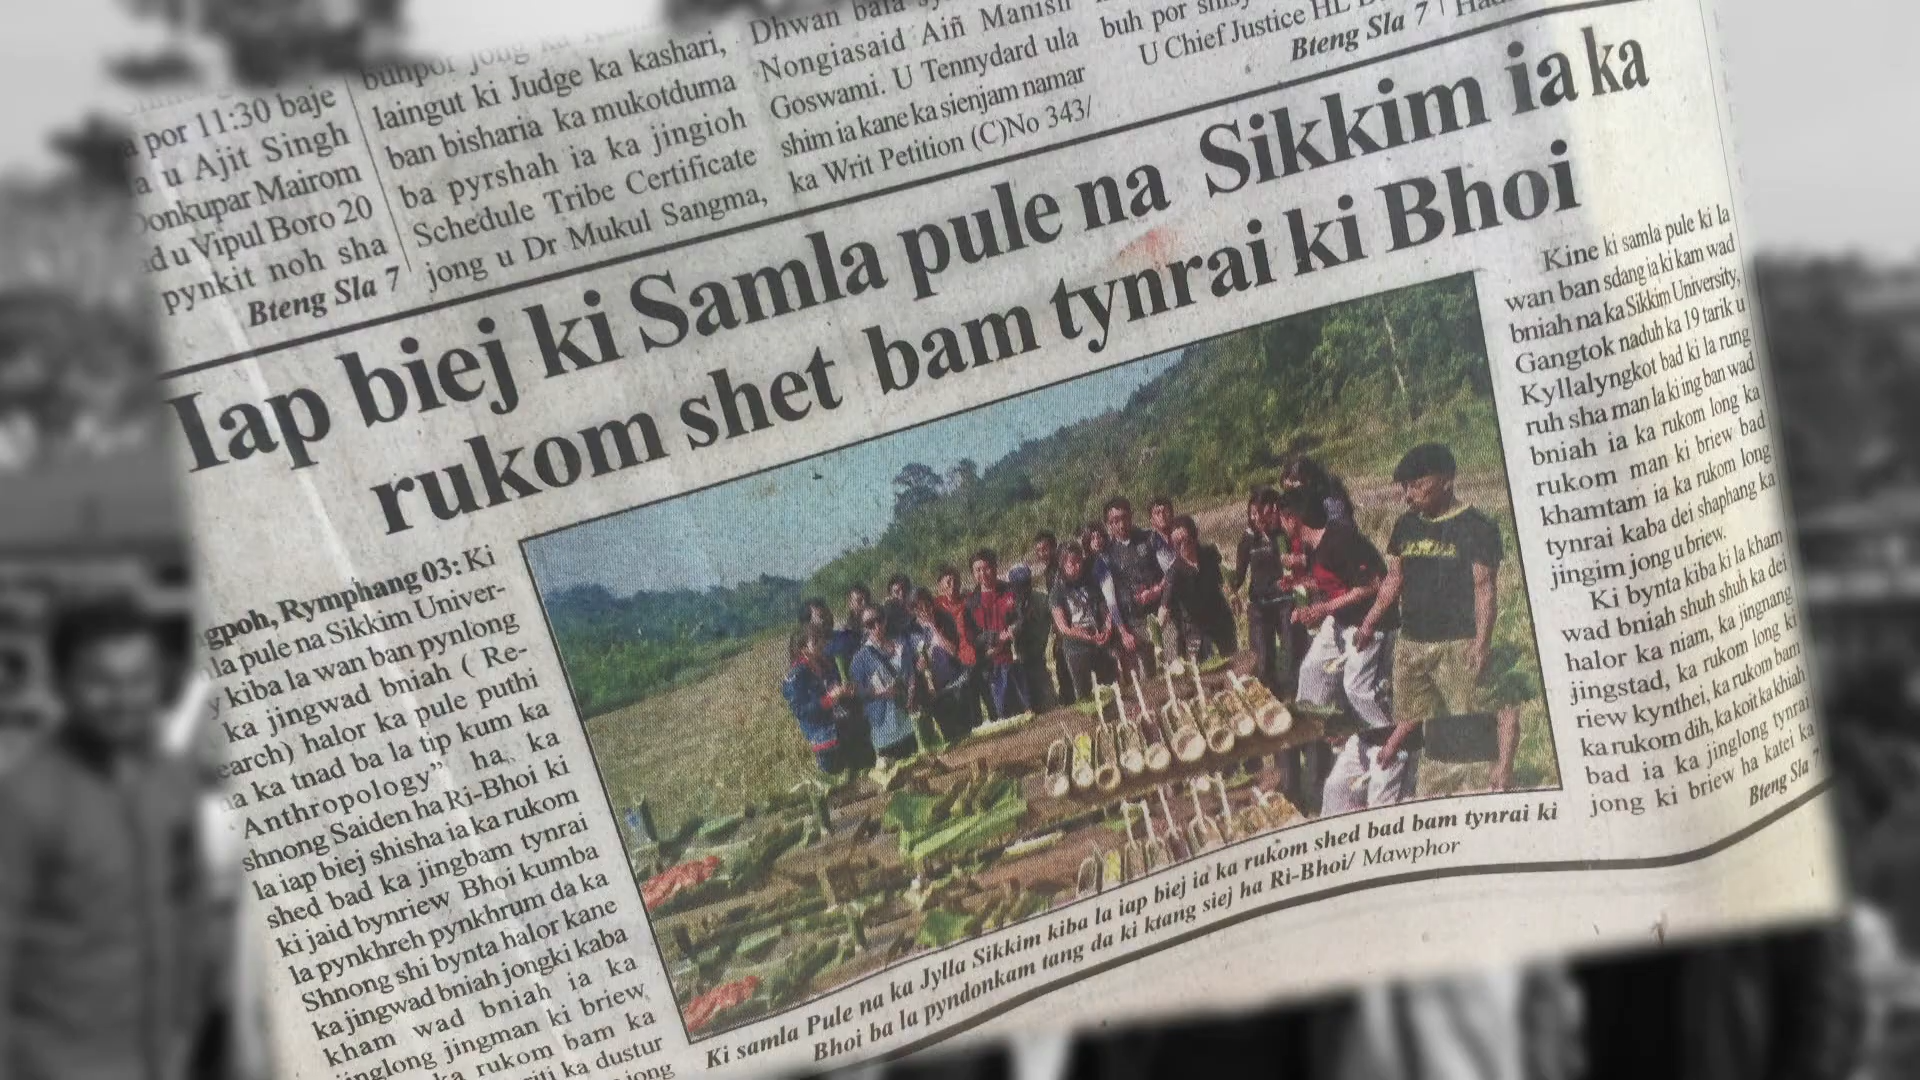 por 11:30 baje
a u Ajit Singh
Donkupar Mairom
ad u Vipul Boro 20
pynkit noh sha
Bteng Sla 7
buhpor jong ka
laingut ki Judge ka kashari,
ban bisharia ka mukotduma
ba pyrshah ia ka jingioh
Schedule Tribe Certificate
jong u Dr Mukul Sangma,
Dhwan
Nongiasaid Aiñ Manish
Goswami. U Tennydard ula
shim ia kane ka sienjam namar
ka Writ Petition (C)No 343/
buh por
U Chief Justice HL
Bteng Sla 7
Iap biej ki Samla pule na Sikkim ia ka
rukom shet bam tynrai ki Bhoi
gpoh, Rymphang 03: Ki
la pule na Sikkim Univer-
y kiba la wan ban pynlong
ka jingwad bniah ( Re-
earch) halor ka pule puthi
a ka tnad ba la tip kum ka
Anthropology” ha, ka
shnong Saiden ha Ri-Bhoi ki
la iap biej shisha ia ka rukom
shed bad ka jingbam tynrai
ki jaid bynriew Bhoi kumba
la pynkhreh pynkhrum da ka
Shnong shi bynta halor kane
ka jingwad bniah jongki kaba
kham wad bniah ia ka
jinglong jingman ki briew
ka rukom bam ka
riti ka dustur
jong
Ki samla Pule na ka Jylla Sikkim kiba la iap biej ia ka rukom shed bad bam tynrai ki
Bhoi ba la pyndonkam tang da ki ktang siej ha Ri-Bhoi/ Mawphor
Kine ki samla pule ki la
wan ban sdang ia ki kam wad
bniah na ka Sikkim University,
Gangtok naduh ka 19 tarik u
Kyllalyngkot bad ki la rung
ruh sha man la ki ing ban wad
bniah ia ka rukom long ka
rukom man ki briew bad
khamtam ia ka rukom long
tynrai kaba dei shaphang ka
jingim jong u briew.
Ki bynta kiba ki la kham
wad bniah shuh shuh ka dei
halor ka niam, ka jingnang
jingstad, ka rukom long ki
riew kynthei, ka rukom bam
ka rukom dih, ka koit ka khiah
bad ia ka jinglong tynrai
jong ki briew ha katei ka
Bteng Sla 7